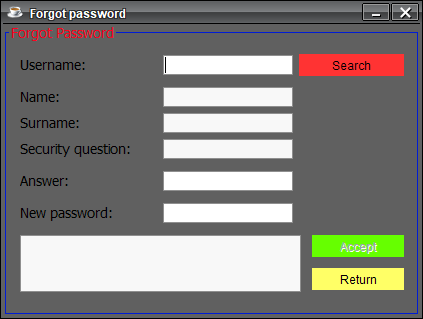 Forgot password
Forgot Password
Username:
Search
Name:
Surname:
Security question:
Answer:
New password:
Accept
Return